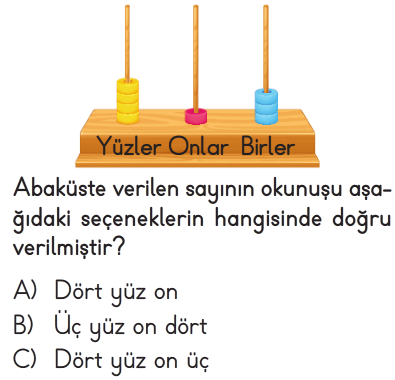 Yüzler Onlar Birler
Abaküste verilen sayının okunuşu aşa-
ğıdaki seçeneklerin hangisinde doğru
verilmiştir?
A) Dört yüz on
B) Üç yüz on dört
C) Dört yüz on üç